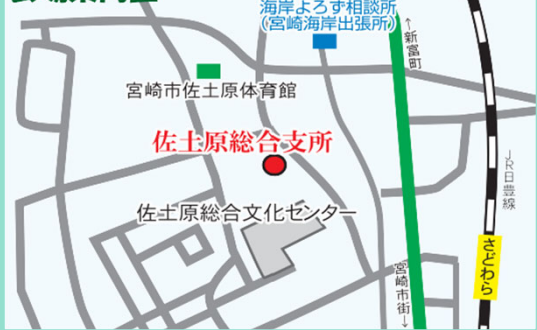 海岸よろず相談所
(宮崎海岸出張所)
↑新富町
宮崎市佐土原体育館
佐土原総合支所
JR日豊線
佐土原総合文化センター
さどわら
宮崎市街↓